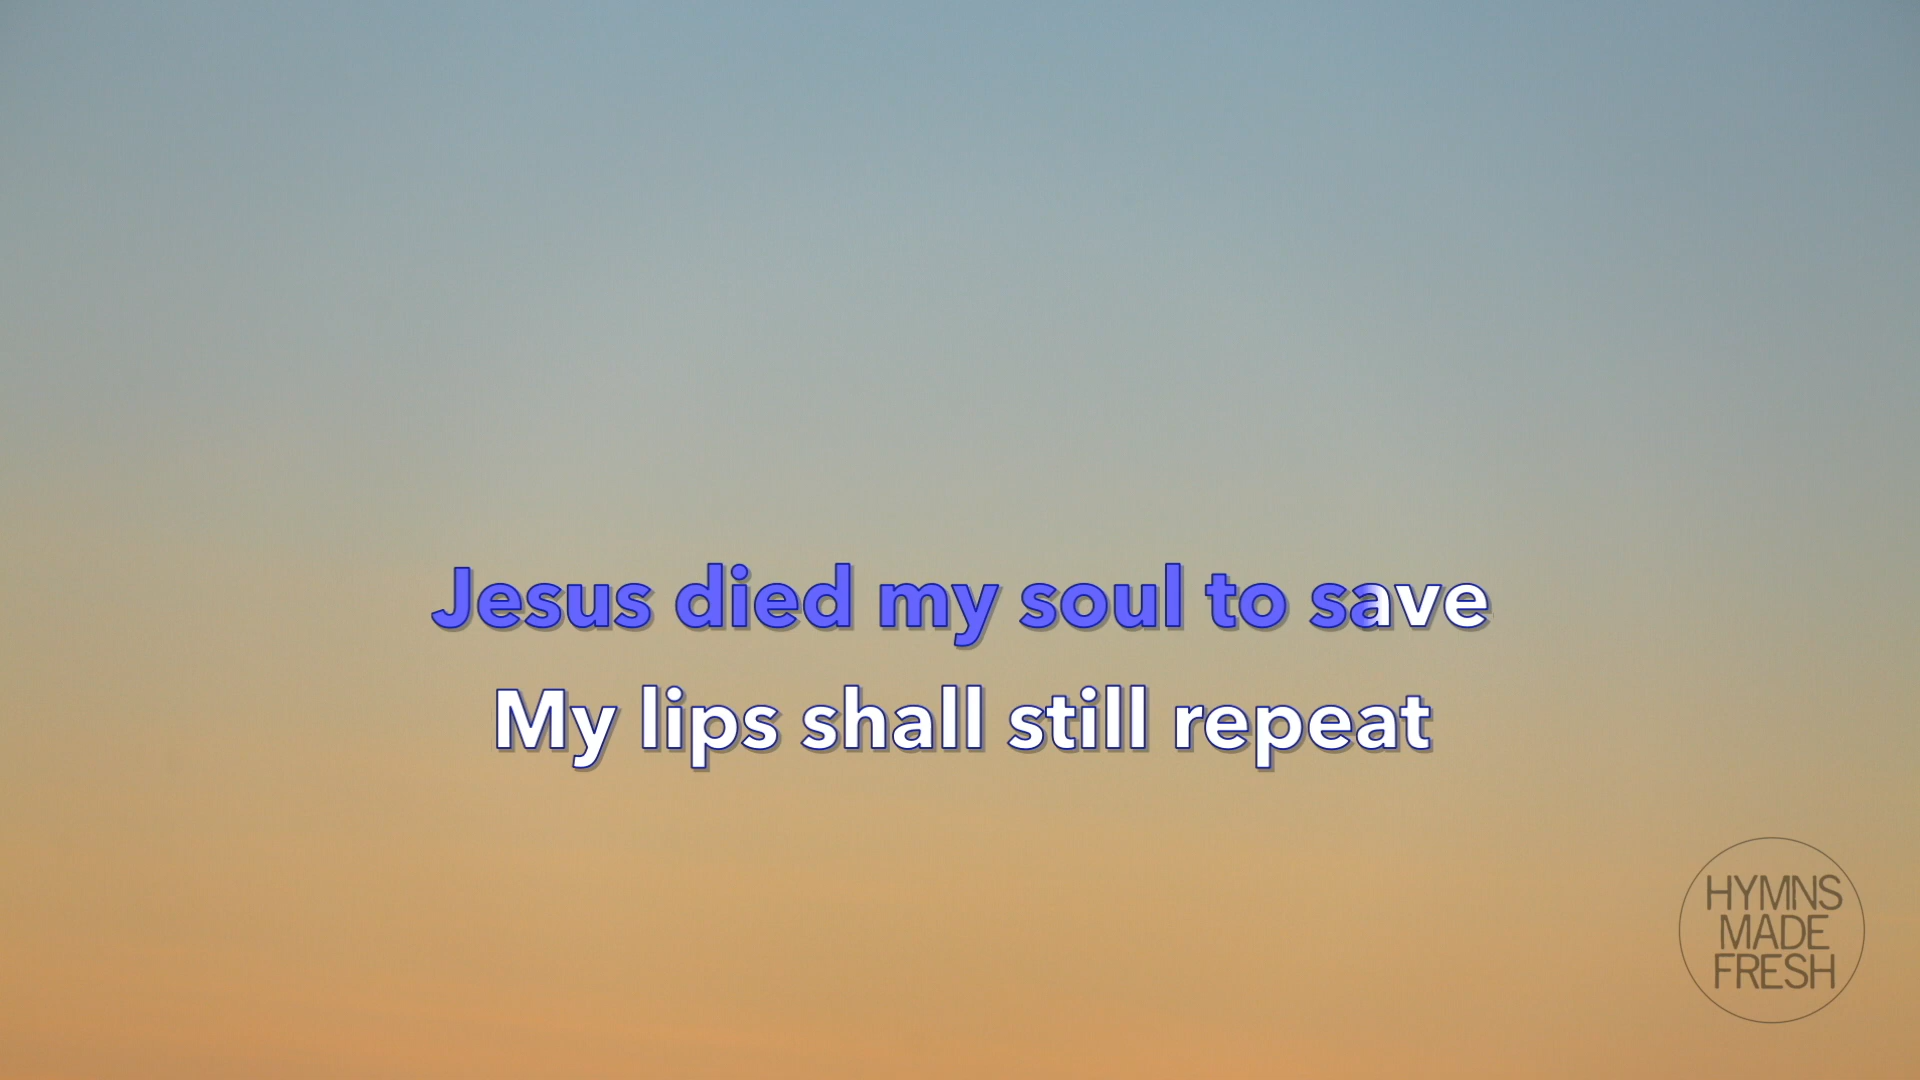 Jesus died my soul to save
My lips shall still repeat
HYMNS
MADE
FRESH